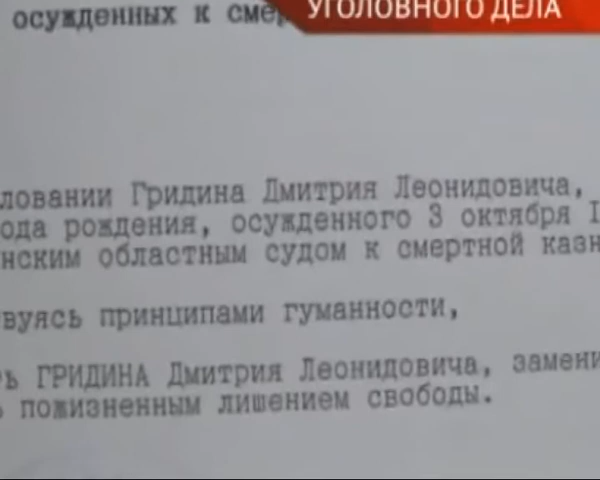 УГОЛОВНОГО ДЕЛА
осужденных к
ловании Гридина Дмитрия Леонидовича,
ода рождения, осужденного 3 октября
нским областным судом к смертной казн
вуясь принципами гуманности,
Ь ГРИДИНА Дмитрия Леонидовича, замени
пожизненным лишением свободы.